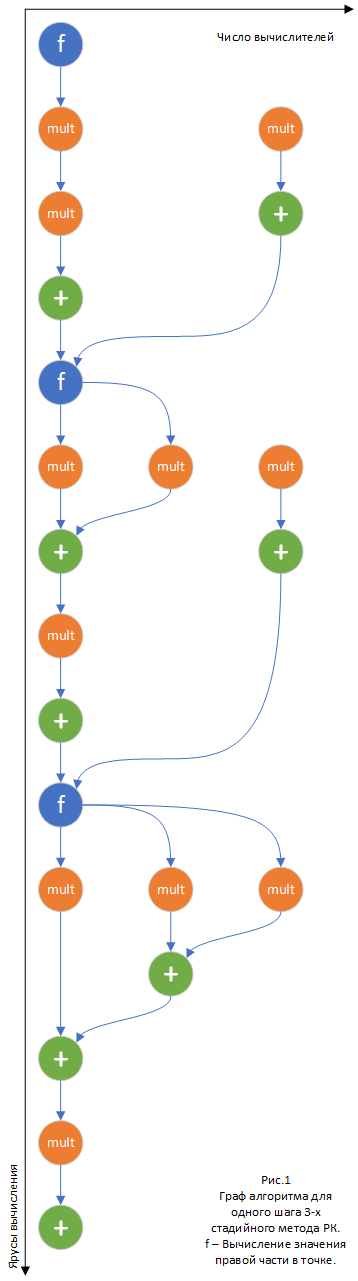 Число вычислителей
f
mult
mult
mult
+
+
f
mult
mult
mult
+
+
mult
+
f
mult
mult
mult
+
+
mult
+
Ярусы вычисления
Рис.1
Граф алгоритма для
одного шага 3-х
стадийного метода РК.
f – Вычисление значения
правой части в точке.